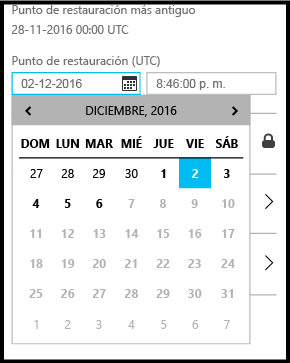 Punto de restauración más antiguo
28-11-2016 00:00 UTC
Punto de restauración (UTC)
02-12-2016 8:46:00 p. m.
DICIEMBRE, 2016
DOM LUN MAR MIÉ JUE VIE SÁB
27 28 29 30 1 2 3
4 5 6 7 8 9 10
11 12 13 14 15 16 17
18 19 20 21 22 23 24
25 26 27 28 29 30 31
1 2 3 4 5 6 7